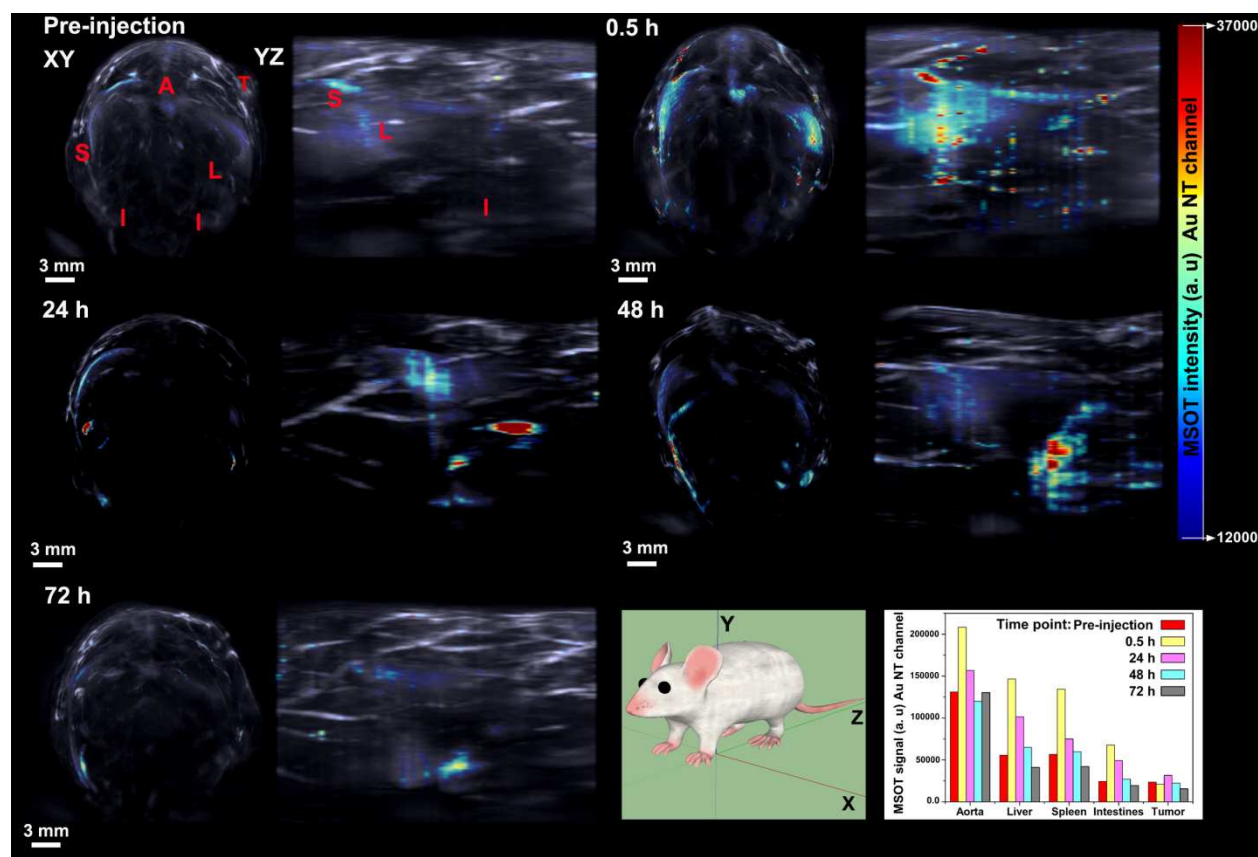 Pre-injection
XY
YZ
A
T
S
L
I
I
S
L
I
3 mm
0.5 h
3 mm
24 h
3 mm
48 h
3 mm
72 h
3 mm
37000
MSOT intensity (a. u) Au NT channel
12000
Y
Z
X
MSOT signal (a. u) Au NT channel
200000
150000
100000
50000
0.0
Time point: Pre-injection
0.5 h
24 h
48 h
72 h
Aorta Liver Spleen Intestines Tumor